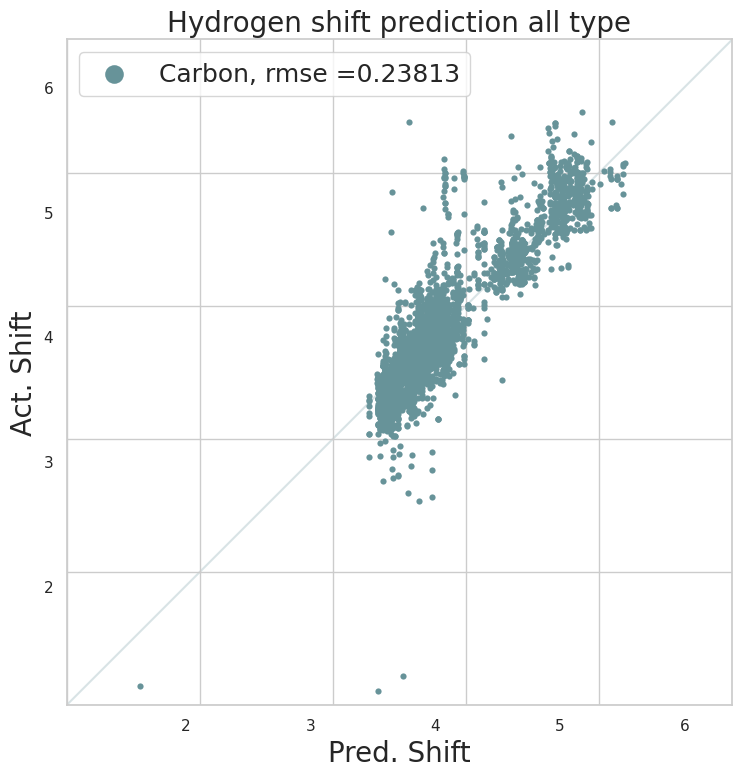 Hydrogen shift prediction all type
Carbon, rmse =0.23813
6
5
4
3
2
Act. Shift
2 3 4 5 6
Pred. Shift